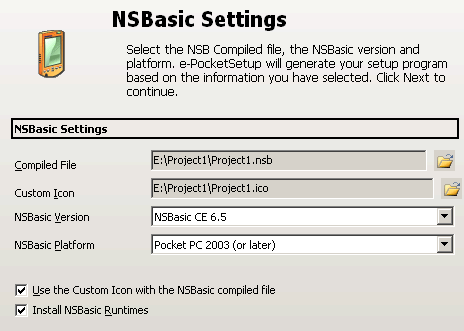 NSBasic Settings
Select the NSB Compiled file, the NSBasic version and
platform. e-PocketSetup will generate your setup program
based on the information you have selected. Click Next to
continue.
NSBasic Settings
Compiled File E:\Project1\Project1.nsb
Custom Icon E:\Project1\Project1.ico
NSBasic Version NSBasic CE 6.5
NSBasic Platform Pocket PC 2003 (or later)
Use the Custom Icon with the NSBasic compiled file
Install NSBasic Runtimes